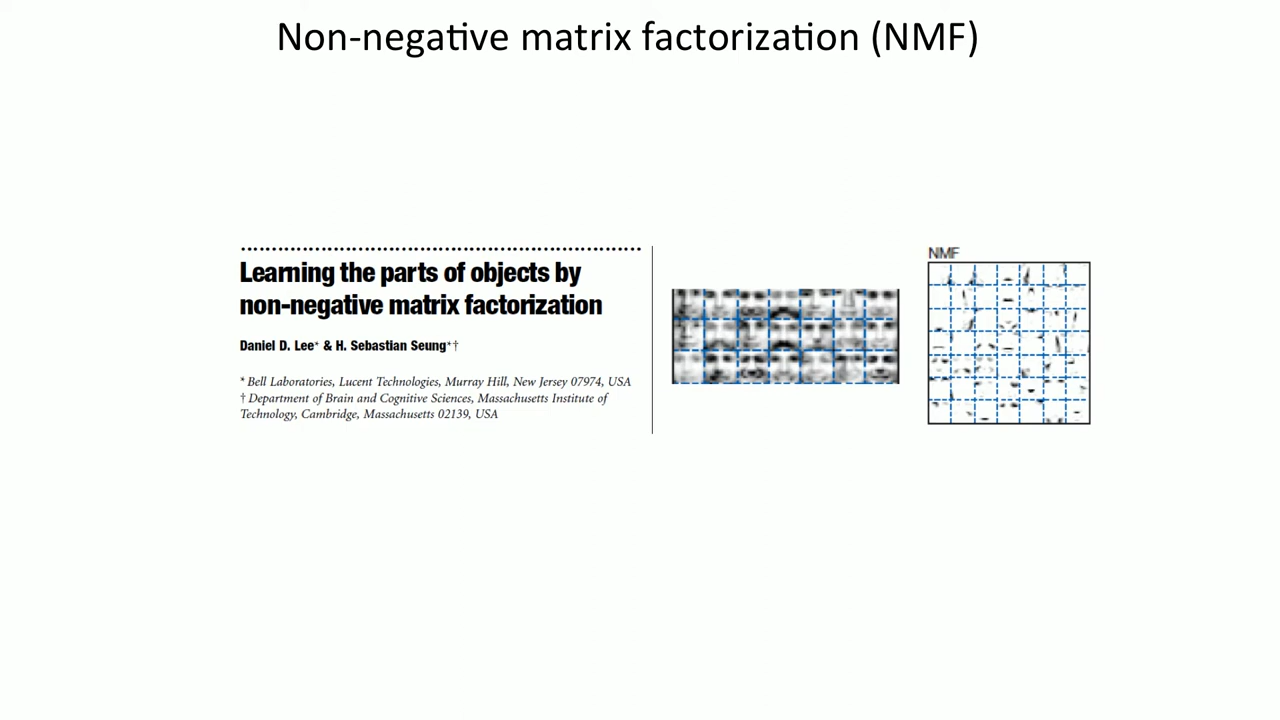 Non-negative matrix factorization (NMF)
Learning the parts of objects by
non-negative matrix factorization
Daniel D. Lee* & H. Sebastian Seung*†
* Bell Laboratories, Lucent Technologies, Murray Hill, New Jersey 07974, USA
† Department of Brain and Cognitive Sciences, Massachusetts Institute of
Technology, Cambridge, Massachusetts 02139, USA
NMF